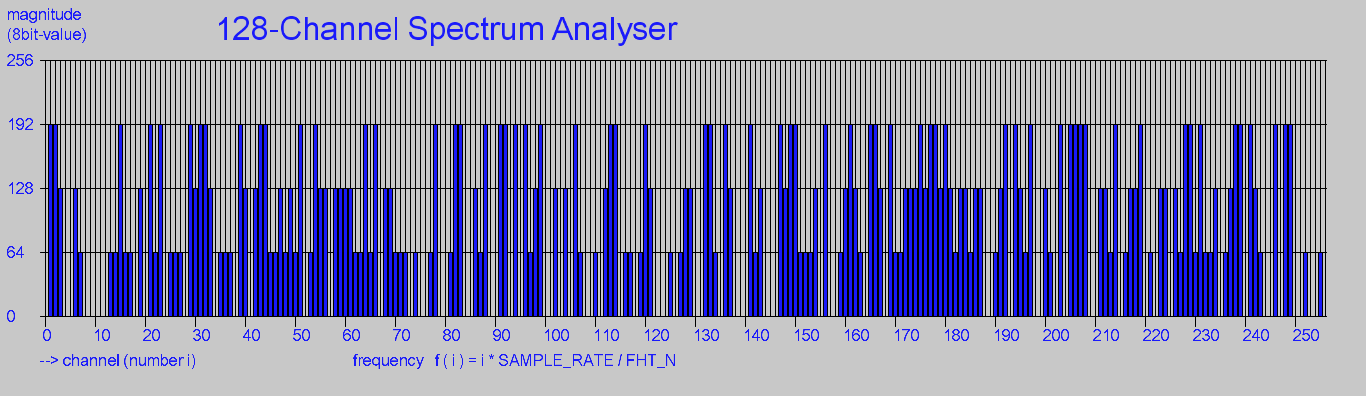 magnitude
(8bit-value)
128-Channel Spectrum Analyser
256
192
128
64
0
0 10 20 30 40 50 60 70 80 90 100 110 120 130 140 150 160 170 180 190 200 210 220 230 240 250
--> channel (number i) frequency f ( i ) = i * SAMPLE_RATE / FHT_N